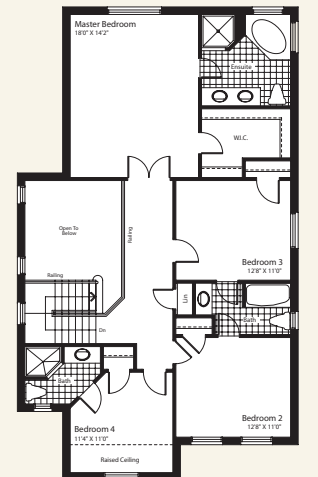 Master Bedroom
18'0" X 14'2"
Ensuite
W.I.C.
Open To
Below
Railing
Bedroom 3
12'8" X 11'0"
Railing
Lin
Bath
Dn
Bath
Bedroom 2
12'8" X 11'0"
Bedroom 4
11'4" X 11'0"
Raised Ceiling